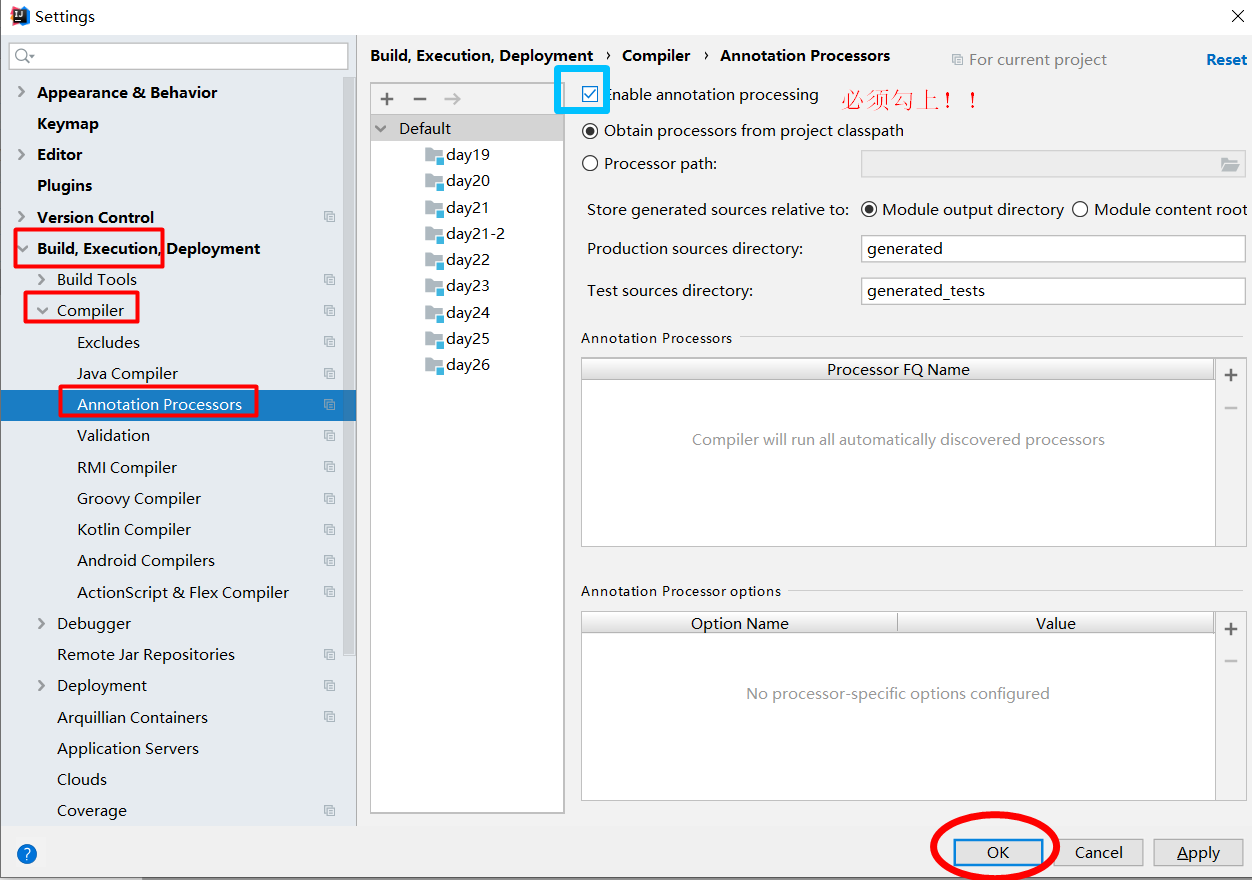 Settings
Build, Execution, Deployment › Compiler › Annotation Processors
For current project
Reset
Appearance & Behavior
Keymap
Editor
Plugins
Version Control
Build, Execution, Deployment
Build Tools
Compiler
Excludes
Java Compiler
Annotation Processors
Validation
RMI Compiler
Groovy Compiler
Kotlin Compiler
Android Compilers
ActionScript & Flex Compiler
Debugger
Remote Jar Repositories
Deployment
Arquillian Containers
Application Servers
Clouds
Coverage
Default
day19
day20
day21
day21-2
day22
day23
day24
day25
day26
Enable annotation processing
必须勾上！！
Obtain processors from project classpath
Processor path:
Store generated sources relative to: Module output directory Module content root
Production sources directory: generated
Test sources directory: generated_tests
Annotation Processors
Processor FQ Name
Compiler will run all automatically discovered processors
Annotation Processor options
Option Name Value
No processor-specific options configured
?
OK Cancel Apply